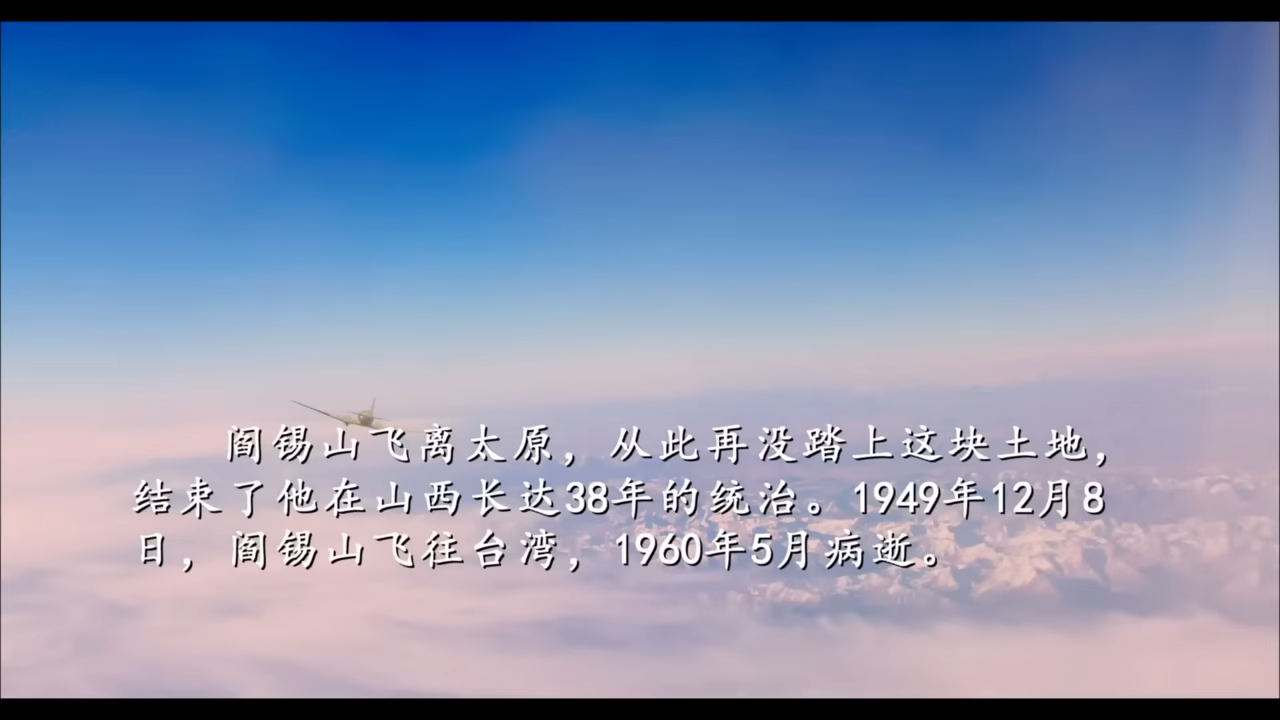 阎锡山飞离太原，从此再没踏上这块土地，
结束了他在山西长达38年的统治。1949年12月8
日，阎锡山飞往台湾，1960年5月病逝。